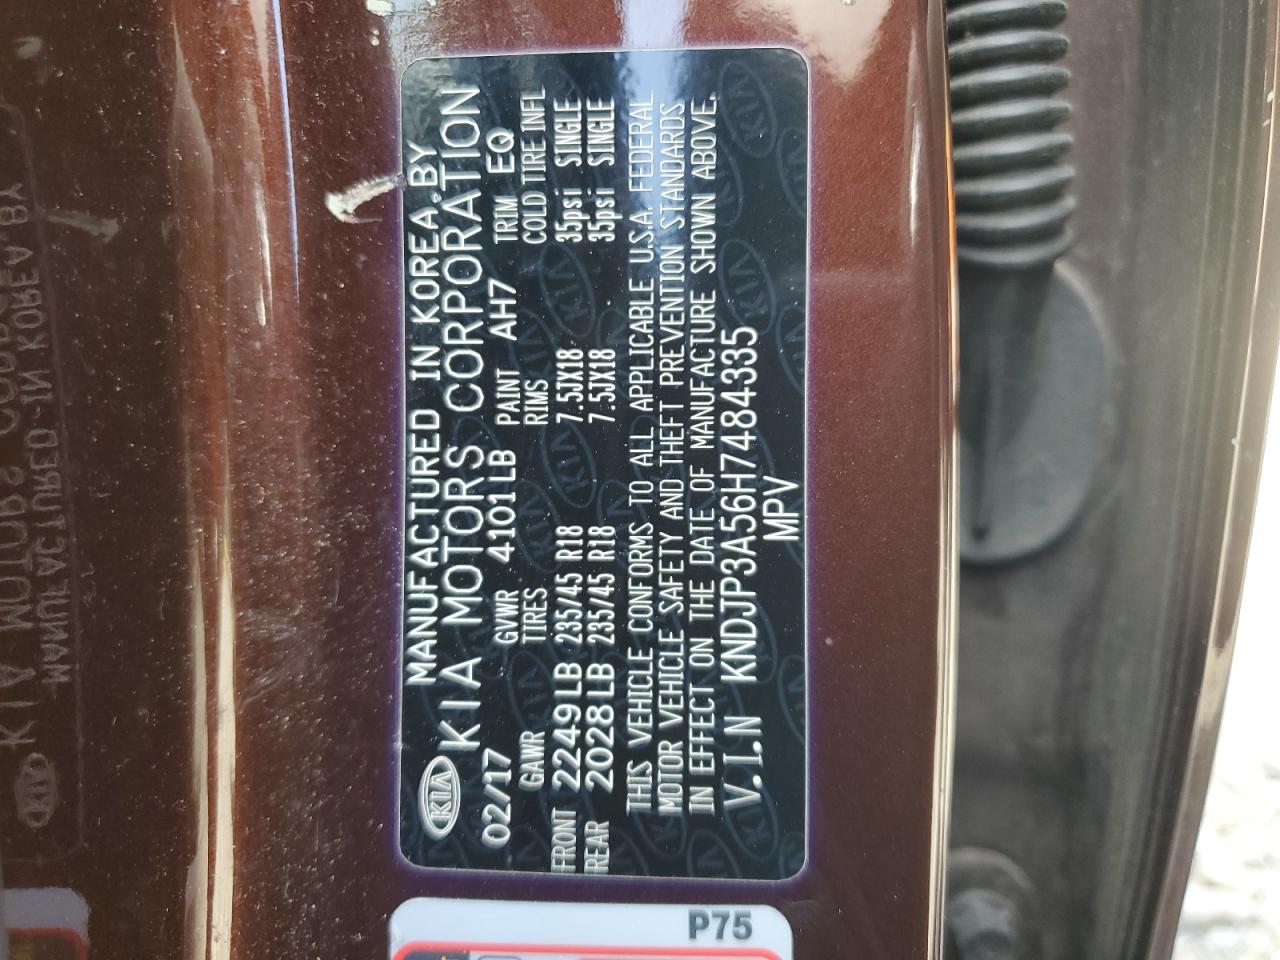 KIA MANUFACTURED IN KOREA BY
KIA MOTORS CORPORATION
02/17 GVWR 4101LB PAINT AH7 TRIM EQ
GAWR TIRES RIMS COLD TIRE INFL
FRONT 2249LB 235/45 R18 7.5JX18 35psi SINGLE
REAR 2028LB 235/45 R18 7.5JX18 35psi SINGLE
THIS VEHICLE CONFORMS TO ALL APPLICABLE U.S.A. FEDERAL
MOTOR VEHICLE SAFETY AND THEFT PREVENTION STANDARDS
IN EFFECT ON THE DATE OF MANUFACTURE SHOWN ABOVE.
V.I.N KNDJP3A56H7484335
MPV
P75